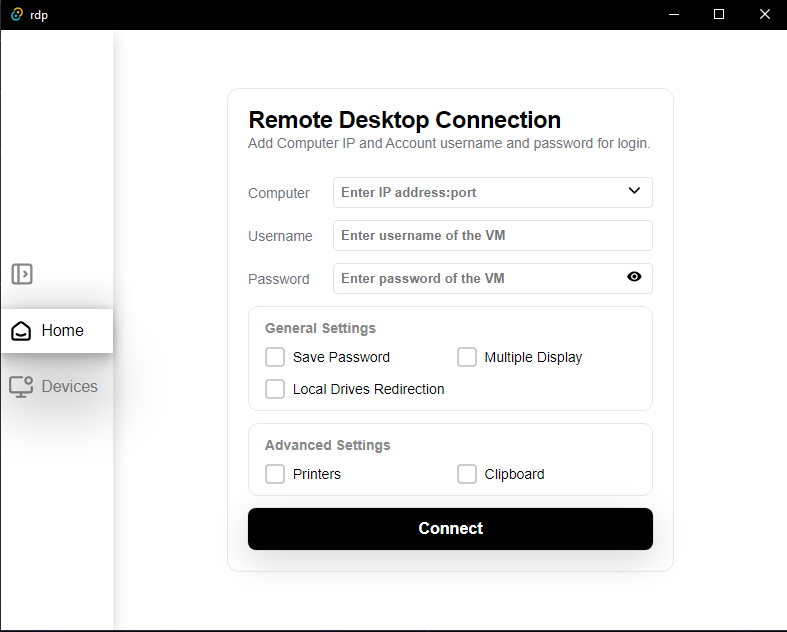 rdp
Remote Desktop Connection
Add Computer IP and Account username and password for login.
Computer
Enter IP address:port
Username
Enter username of the VM
Password
Enter password of the VM
Home
Devices
General Settings
Save Password
Multiple Display
Local Drives Redirection
Advanced Settings
Printers
Clipboard
Connect